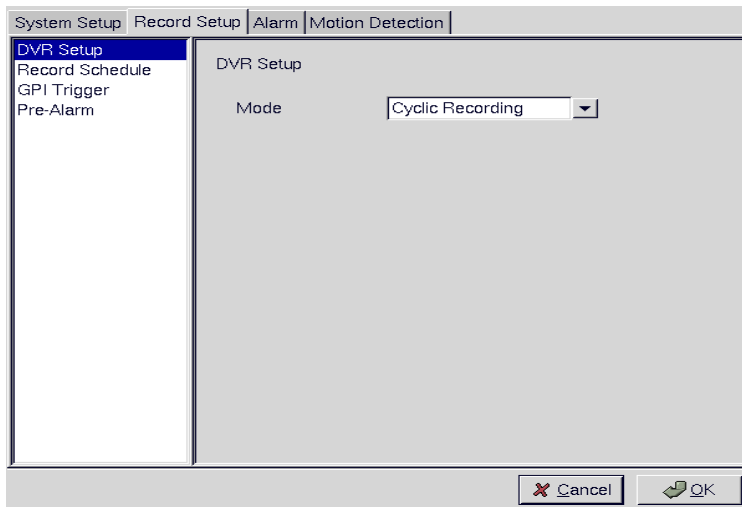 System Setup Record Setup Alarm Motion Detection
DVR Setup
Record Schedule
GPI Trigger
Pre-Alarm
DVR Setup
Mode Cyclic Recording
Cancel OK